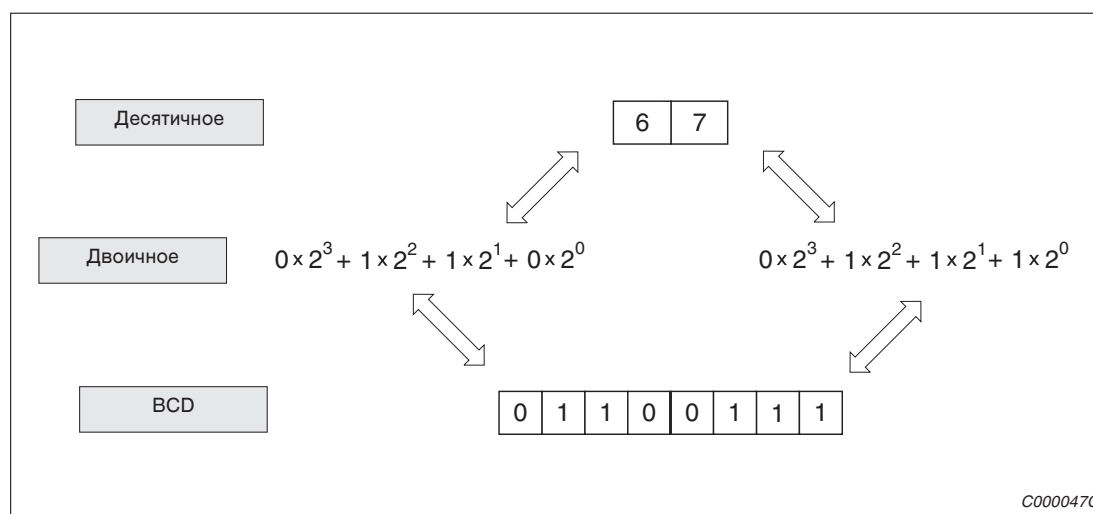 Десятичное
6 7
Двоичное
0 × 2³ + 1 × 2² + 1 × 2¹ + 0 × 2⁰
0 × 2³ + 1 × 2² + 1 × 2¹ + 1 × 2⁰
BCD
0 1 1 0 0 1 1 1
C000047C